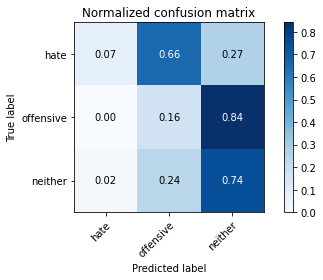 Normalized confusion matrix
True label
hate
0.07 0.66 0.27
offensive
0.00 0.16 0.84
neither
0.02 0.24 0.74
hate
offensive
neither
Predicted label
0.8
0.7
0.6
0.5
0.4
0.3
0.2
0.1
0.0